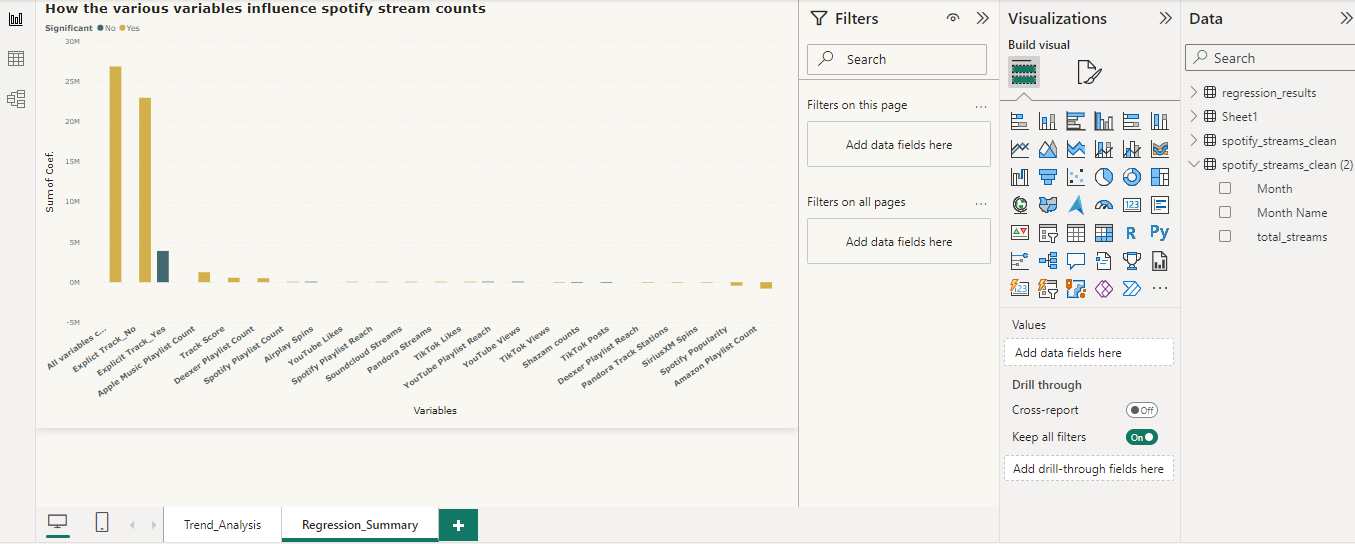 How the various variables influence spotify stream counts
Significant No Yes
30M
25M
20M
15M
10M
5M
0M
-5M
Sum of Coef.
All variables c...
Explict Track_No
Explicit Track_Yes
Apple Music Playlist Count
Track Score
Deexer Playlist Count
Spotify Playlist Count
Airplay Spins
YouTube Likes
Spotify Playlist Reach
Soundcloud Streams
Pandora Streams
TikTok Likes
YouTube Playlist Reach
YouTube Views
TikTok Views
Shazam counts
TikTok Posts
Deexer Playlist Reach
Pandora Track Stations
SiriusXM Spins
Spotify Popularity
Amazon Playlist Count
Variables
Trend_Analysis
Regression_Summary
+
Filters
Search
Filters on this page ...
Add data fields here
Filters on all pages ...
Add data fields here
Visualizations
Build visual
123
R
Py
123
...
Values
Add data fields here
Drill through
Cross-report Off
Keep all filters On
Add drill-through fields here
Data
Search
regression_results
Sheet1
spotify_streams_clean
spotify_streams_clean (2)
Month
Month Name
total_streams